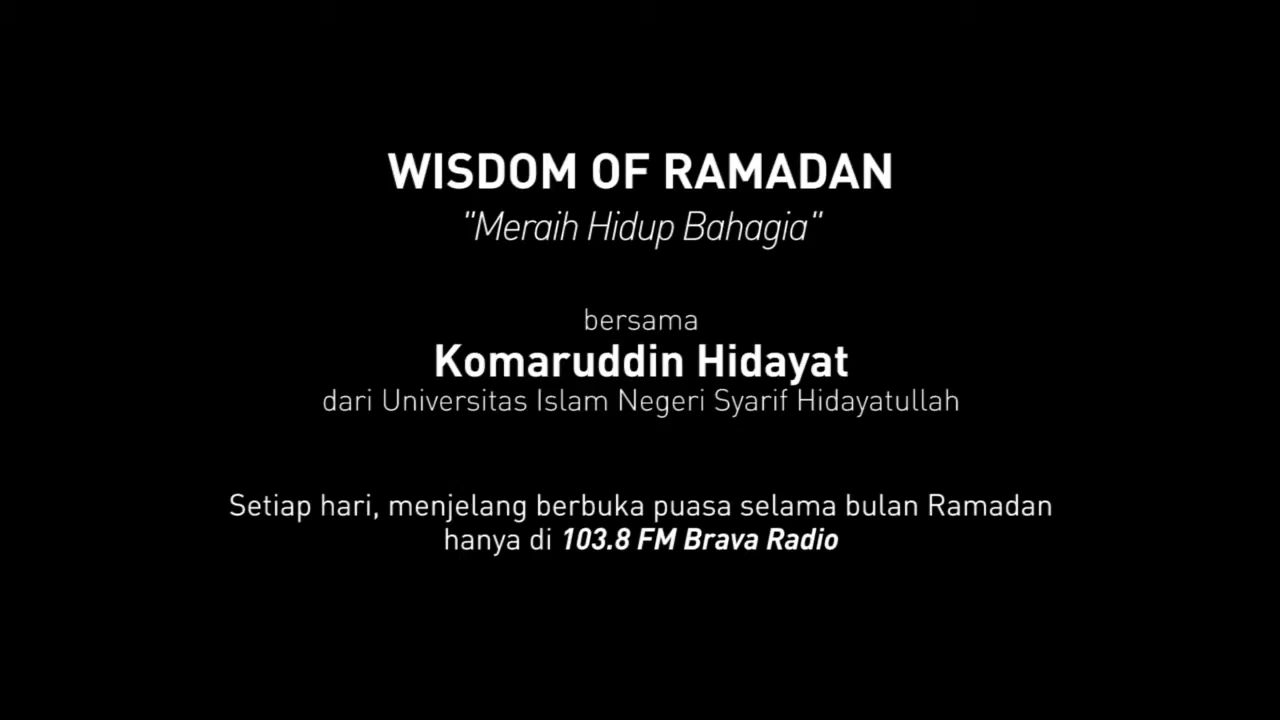 WISDOM OF RAMADAN
"Meraih Hidup Bahagia"
bersama
Komaruddin Hidayat
dari Universitas Islam Negeri Syarif Hidayatullah
Setiap hari, menjelang berbuka puasa selama bulan Ramadan
hanya di 103.8 FM Brava Radio